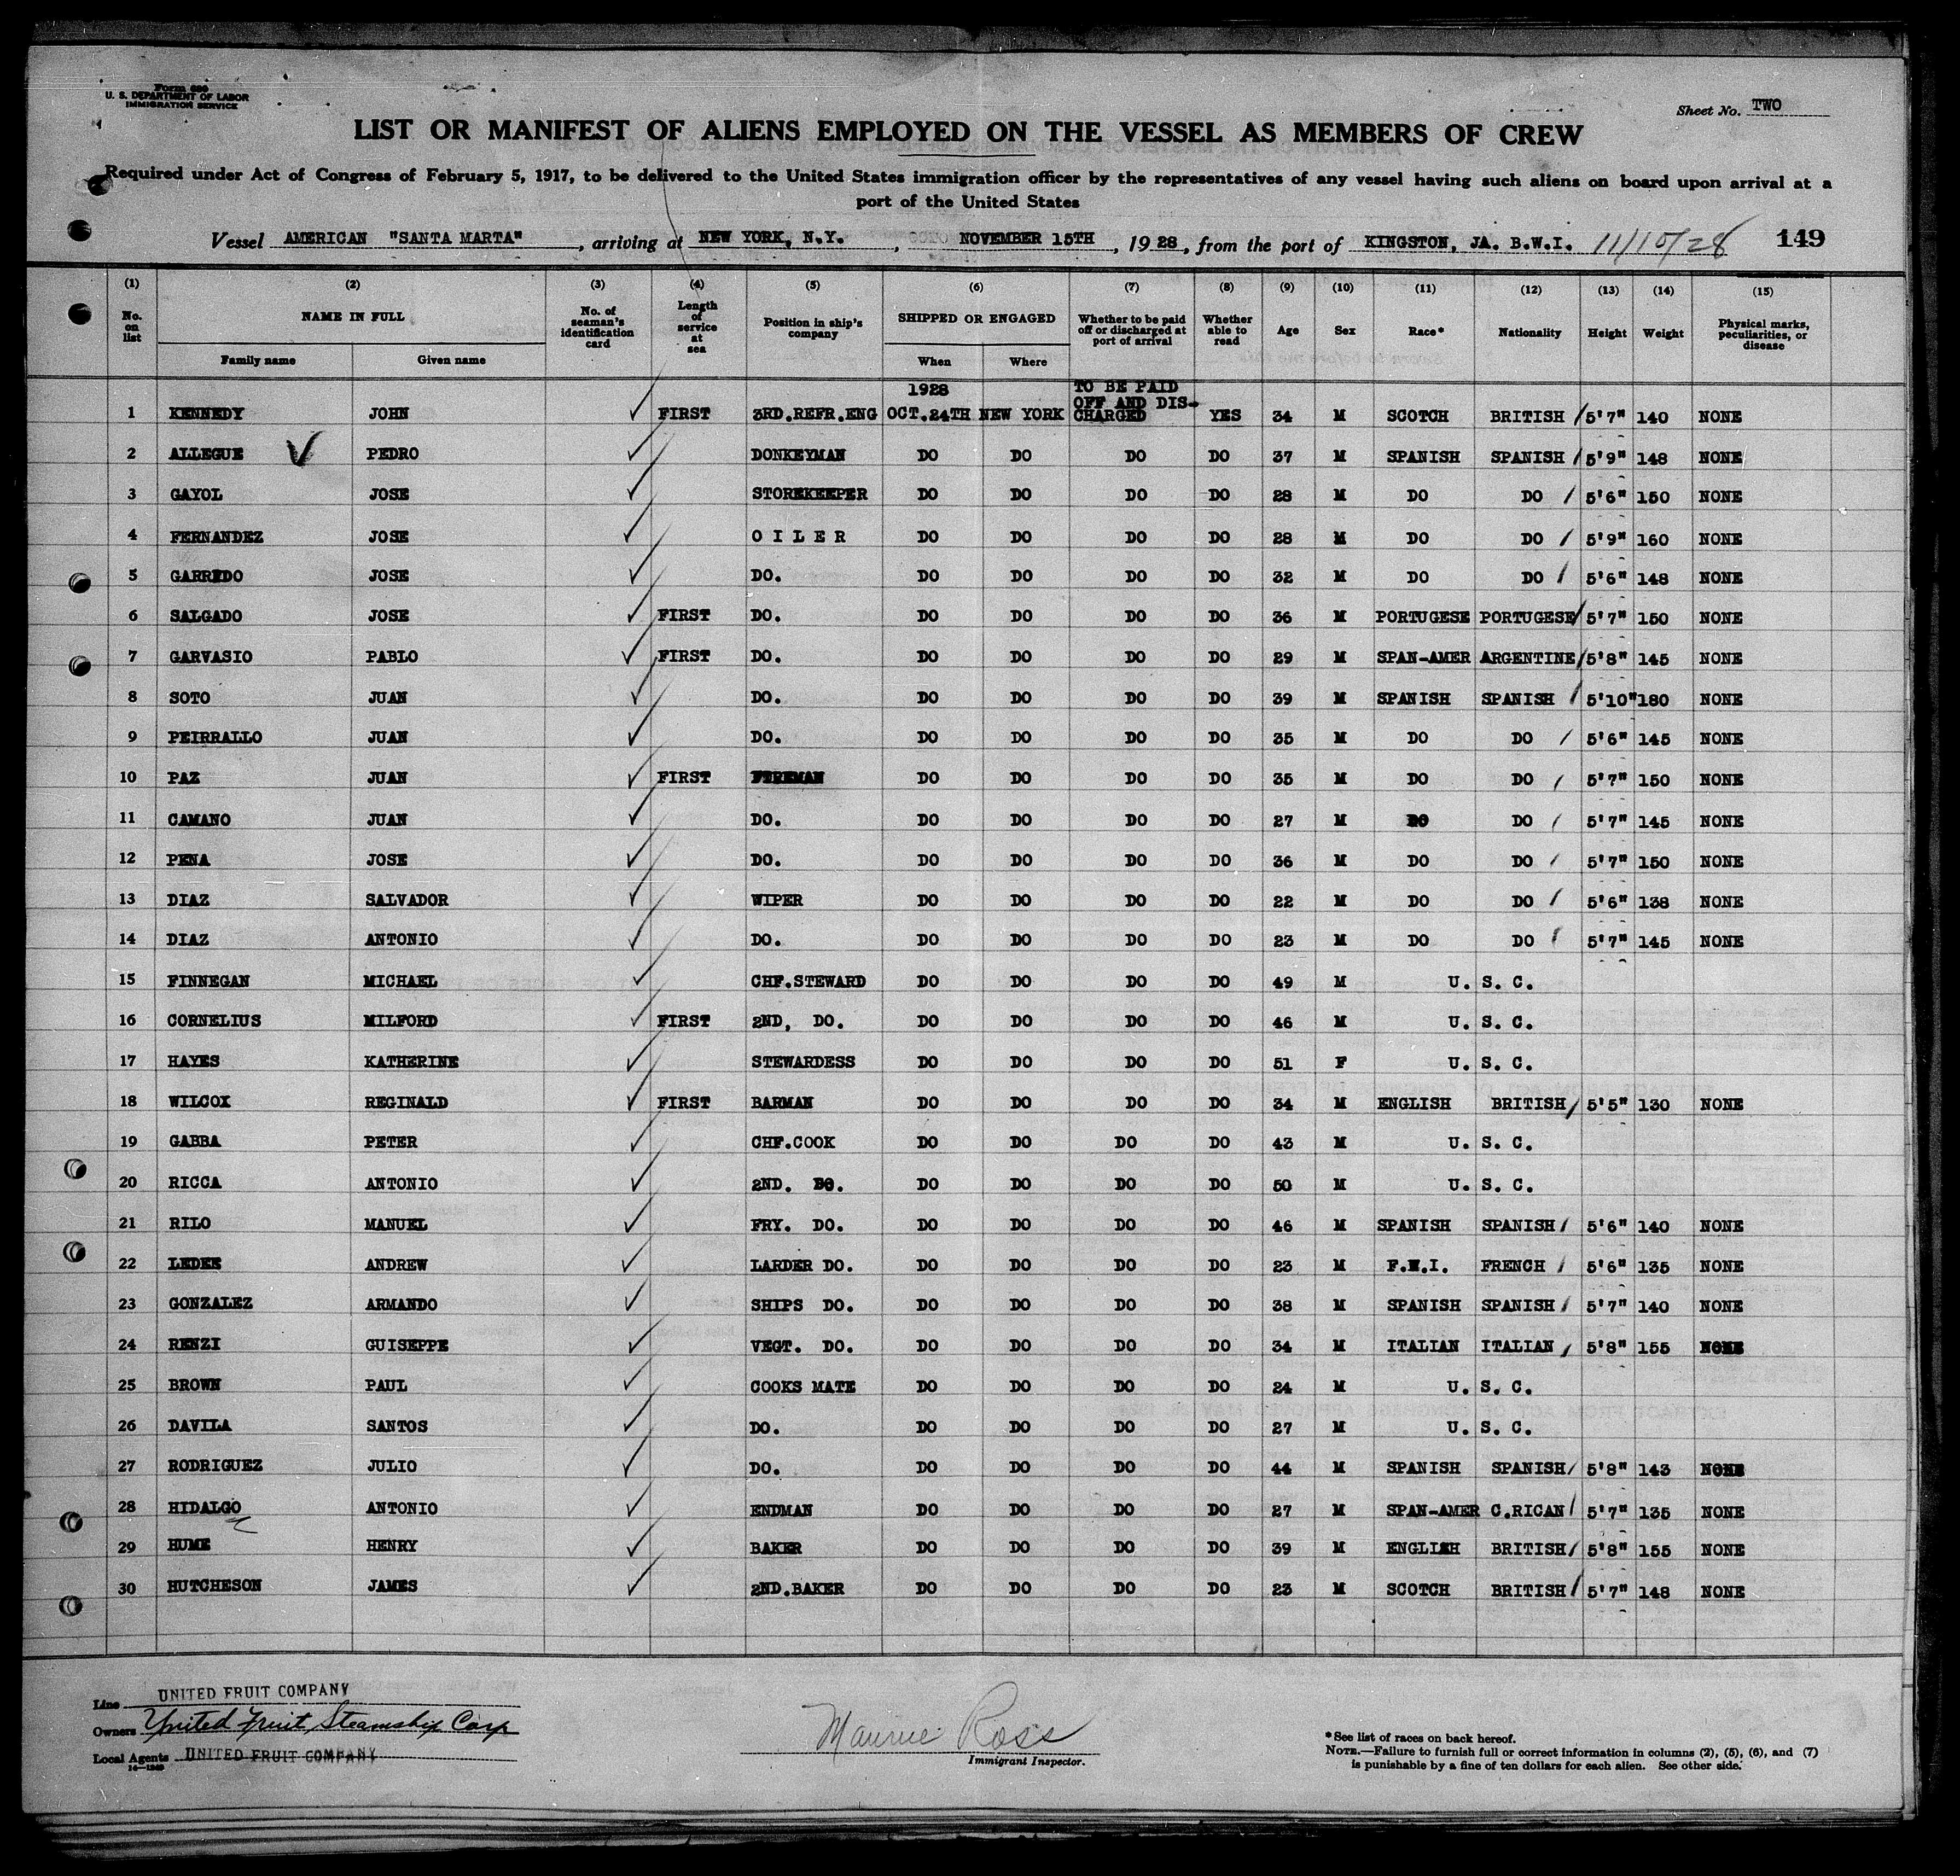 Form 689
U. S. DEPARTMENT OF LABOR
IMMIGRATION SERVICE
Sheet No. TWO
LIST OR MANIFEST OF ALIENS EMPLOYED ON THE VESSEL AS MEMBERS OF CREW
Required under Act of Congress of February 5, 1917, to be delivered to the United States immigration officer by the representatives of any vessel having such aliens on board upon arrival at a
port of the United States
Vessel AMERICAN "SANTA MARTA", arriving at NEW YORK, N.Y., NOVEMBER 15TH, 1928, from the port of KINGSTON, JA. B.W.I. 11/10/28 149
(1) (2) (3) (4) (5) (6) (7) (8) (9) (10) (11) (12) (13) (14) (15)
No. on list NAME IN FULL Family name Given name No. of seaman's identification card Length of service at sea Position in ship's company SHIPPED OR ENGAGED When Where Whether to be paid off or discharged at port of arrival Whether able to read Age Sex Race* Nationality Height Weight Physical marks, peculiarities, or disease
1928 TO BE PAID OFF AND DIS-
1 KENNEDY JOHN ✓ FIRST 3RD.REFR.ENG OCT.24TH NEW YORK CHARGED YES 34 M SCOTCH BRITISH / 5'7" 140 NONE
2 ALLEGUE V PEDRO ✓ DONKEYMAN DO DO DO DO 37 M SPANISH SPANISH / 5'9" 148 NONE
3 GAYOL JOSE ✓ STOREKEEPER DO DO DO DO 28 M DO DO / 5'6" 150 NONE
4 FERNANDEZ JOSE ✓ O I L E R DO DO DO DO 28 M DO DO / 5'9" 160 NONE
5 GARRIDO JOSE ✓ DO. DO DO DO DO 32 M DO DO / 5'6" 148 NONE
6 SALGADO JOSE ✓ FIRST DO. DO DO DO DO 36 M PORTUGESE PORTUGESE / 5'7" 150 NONE
7 GARVASIO PABLO ✓ FIRST DO. DO DO DO DO 29 M SPAN-AMER ARGENTINE / 5'8" 145 NONE
8 SOTO JUAN ✓ DO. DO DO DO DO 39 M SPANISH SPANISH / 5'10" 180 NONE
9 PEIRRALLO JUAN ✓ DO. DO DO DO DO 35 M DO DO / 5'6" 145 NONE
10 PAZ JUAN ✓ FIRST FIREMAN DO DO DO DO 35 M DO DO / 5'7" 150 NONE
11 CAMANO JUAN ✓ DO. DO DO DO DO 27 M DO DO / 5'7" 145 NONE
12 PENA JOSE ✓ DO. DO DO DO DO 36 M DO DO / 5'7" 150 NONE
13 DIAZ SALVADOR ✓ WIPER DO DO DO DO 22 M DO DO / 5'6" 138 NONE
14 DIAZ ANTONIO ✓ DO. DO DO DO DO 23 M DO DO / 5'7" 145 NONE
15 FINNEGAN MICHAEL ✓ CHF.STEWARD DO DO DO DO 49 M U. S. C.
16 CORNELIUS MILFORD ✓ FIRST 2ND, DO. DO DO DO DO 46 M U. S. C.
17 HAYES KATHERINE ✓ STEWARDESS DO DO DO DO 51 F U. S. C.
18 WILCOX REGINALD ✓ FIRST BARMAN DO DO DO DO 34 M ENGLISH BRITISH / 5'5" 130 NONE
19 GABBA PETER ✓ CHF.COOK DO DO DO DO 43 M U. S. C.
20 RICCA ANTONIO ✓ 2ND. DO. DO DO DO DO 50 M U. S. C.
21 RILO MANUEL ✓ FRY. DO. DO DO DO DO 46 M SPANISH SPANISH / 5'6" 140 NONE
22 LEDEE ANDREW ✓ LARDER DO. DO DO DO DO 23 M F.W.I. FRENCH / 5'6" 135 NONE
23 GONZALEZ ARMANDO ✓ SHIPS DO. DO DO DO DO 38 M SPANISH SPANISH / 5'7" 140 NONE
24 RENZI GUISEPPE ✓ VEGT. DO. DO DO DO DO 34 M ITALIAN ITALIAN / 5'8" 155 NONE
25 BROWN PAUL ✓ COOKS MATE DO DO DO DO 24 M U. S. C.
26 DAVILA SANTOS ✓ DO. DO DO DO DO 27 M U. S. C.
27 RODRIGUEZ JULIO ✓ DO. DO DO DO DO 44 M SPANISH SPANISH / 5'8" 143 NONE
28 HIDALGO ANTONIO ✓ ENDMAN DO DO DO DO 27 M SPAN-AMER C.RICAN / 5'7" 135 NONE
29 HUME HENRY ✓ BAKER DO DO DO DO 39 M ENGLISH BRITISH / 5'8" 155 NONE
30 HUTCHESON JAMES ✓ 2ND.BAKER DO DO DO DO 23 M SCOTCH BRITISH / 5'7" 148 NONE
Line UNITED FRUIT COMPANY
Owners United Fruit Steamship Corp
Local Agents UNITED FRUIT COMPANY
14—1240
Maurice Ross
Immigrant Inspector.
*See list of races on back hereof.
NOTE.—Failure to furnish full or correct information in columns (2), (5), (6), and (7)
is punishable by a fine of ten dollars for each alien. See other side.